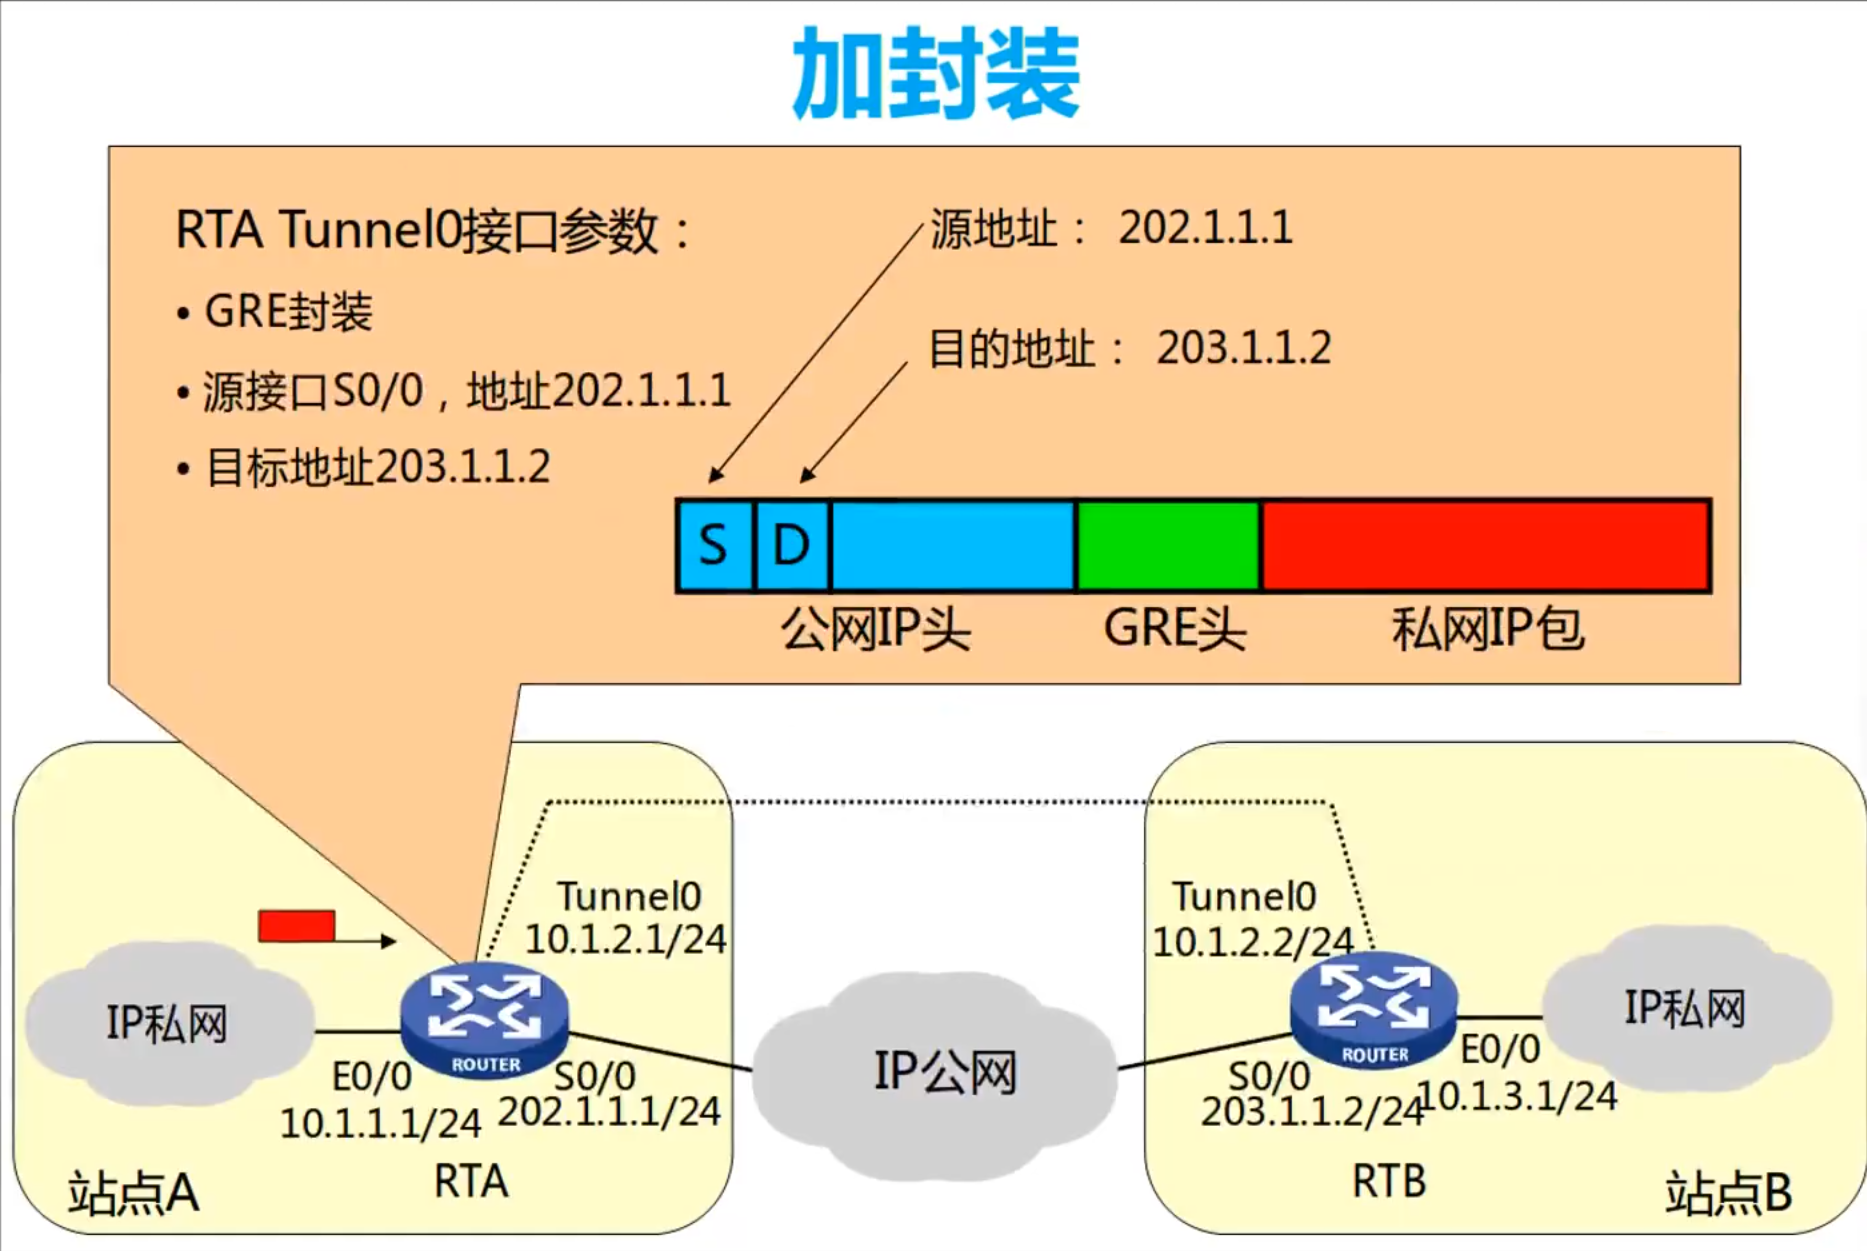 加封装
RTA Tunnel0接口参数：
• GRE封装
• 源接口S0/0，地址202.1.1.1
• 目标地址203.1.1.2
源地址： 202.1.1.1
目的地址： 203.1.1.2
S D
公网IP头 GRE头 私网IP包
Tunnel0
10.1.2.1/24
IP私网
ROUTER
E0/0
10.1.1.1/24
S0/0
202.1.1.1/24
RTA
站点A
IP公网
Tunnel0
10.1.2.2/24
ROUTER
IP私网
S0/0
203.1.1.2/24
E0/0
10.1.3.1/24
RTB
站点B